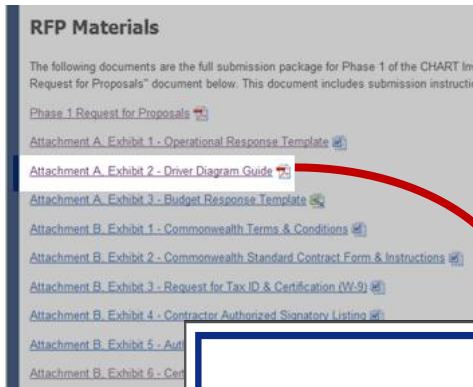 RFP Materials
The following documents are the full submission package for Phase 1 of the CHART
Request for Proposals" document below. This document includes submission
Phase 1 Request for Proposals
Attachment A, Exhibit 1 - Operational Response Template
Attachment A, Exhibit 2 - Driver Diagram Guide
Attachment A, Exhibit 3 - Budget Response Template
Attachment B, Exhibit 1 - Commonwealth Terms & Conditions
Attachment B, Exhibit 2 - Commonwealth Standard Contract Form & Instructions
Attachment B, Exhibit 3 - Request for Tax ID & Certification (W-9)
Attachment B, Exhibit 4 - Contractor Authorized Signatory Listing
Attachment B, Exhibit 5 -
Attachment B, Exhibit 6 -